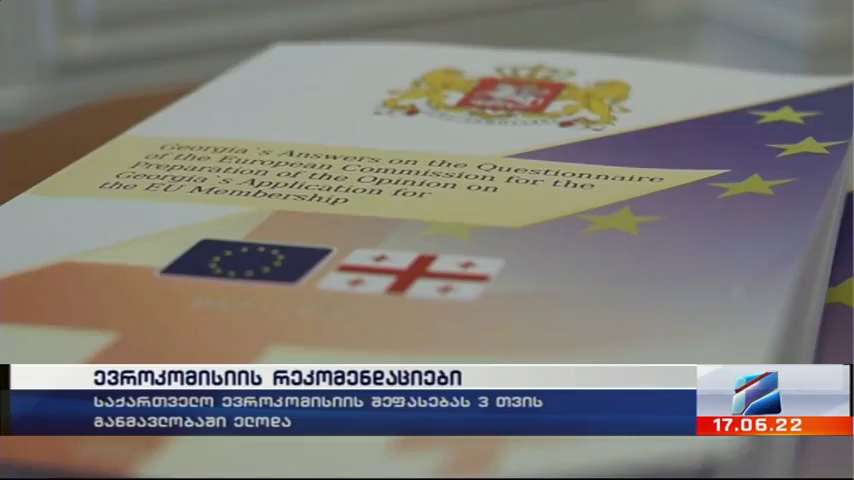 Georgia's Answers on the Questionnaire
of the European Commission for the
Preparation of the Opinion on
Georgia's Application for
the EU Membership
ევროკომისიის რეკომენდაციები
საქართველო ევროკომისიის შეფასებას 3 თვის
განმავლობაში ელოდა
17.06.22